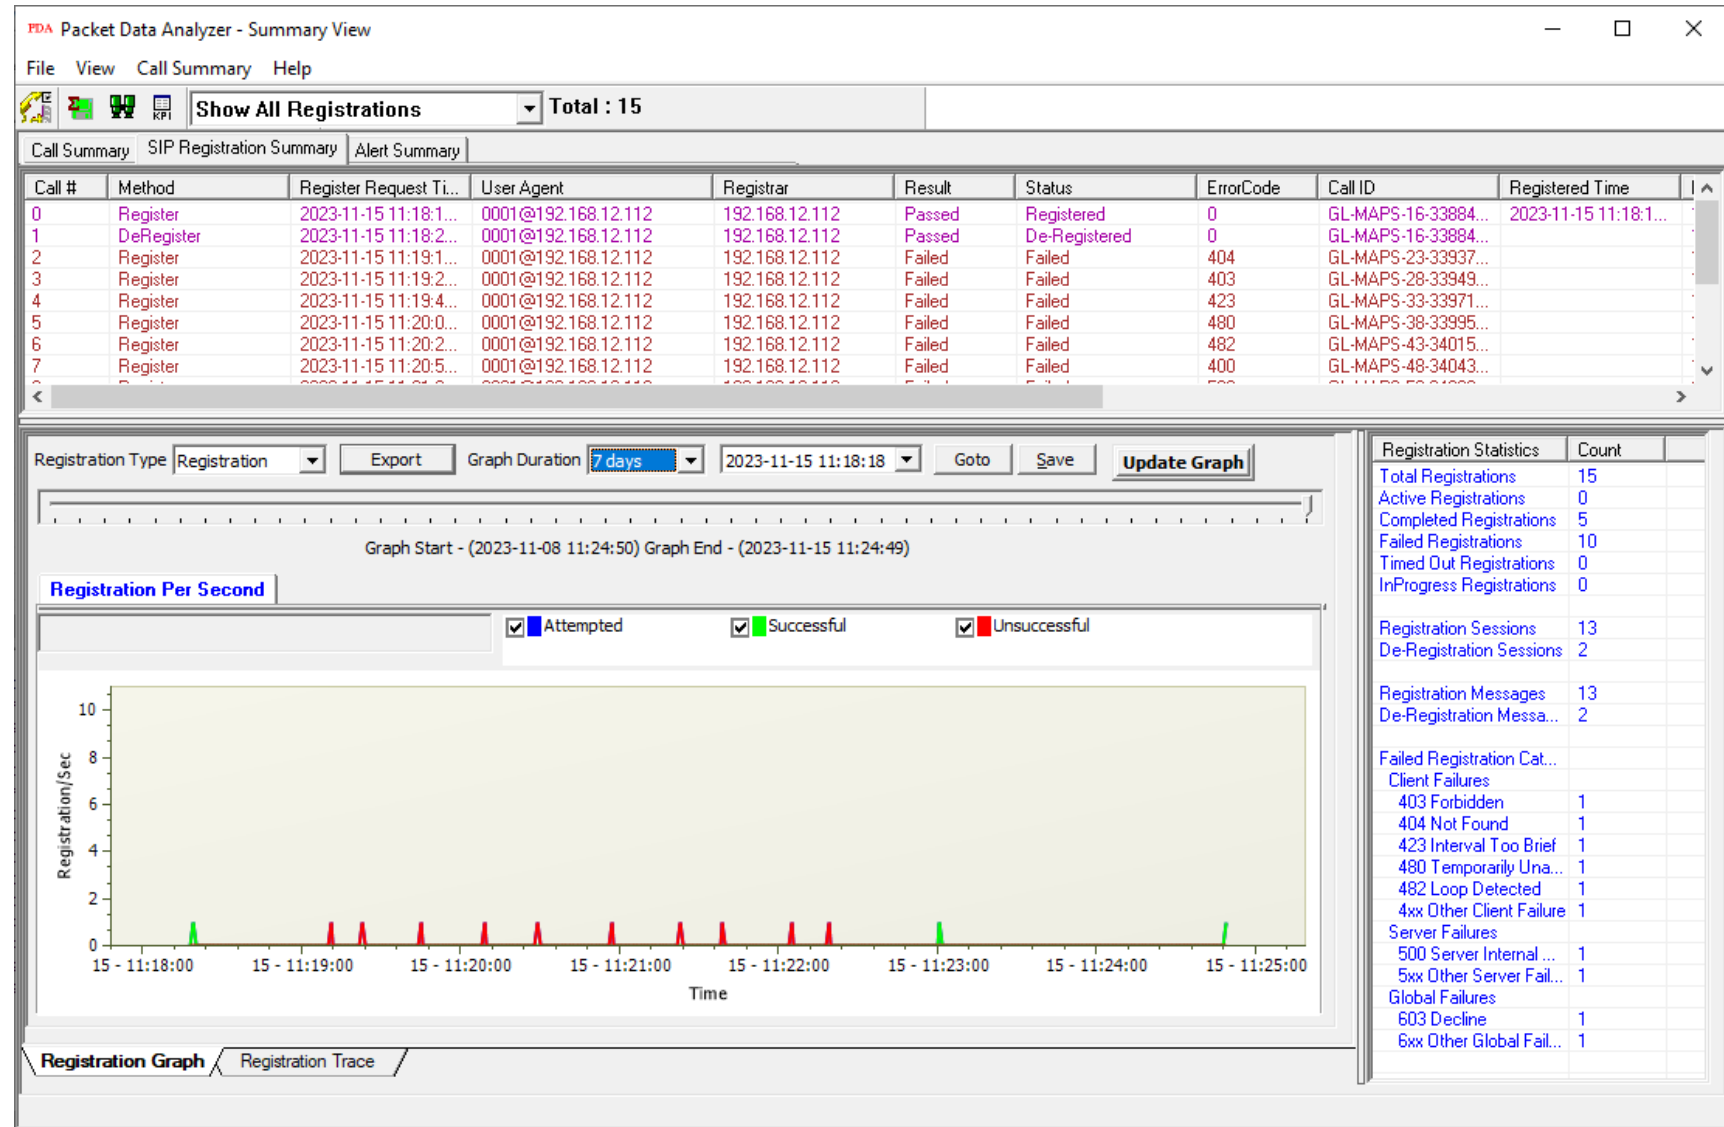 PDA Packet Data Analyzer - Summary View
File View Call Summary Help
KPI Show All Registrations Total : 15
Call Summary SIP Registration Summary Alert Summary
Call # Method Register Request Ti... User Agent Registrar Result Status ErrorCode Call ID Registered Time
0 Register 2023-11-15 11:18:1... 0001@192.168.12.112 192.168.12.112 Passed Registered 0 GL-MAPS-16-33884... 2023-11-15 11:18:1...
1 DeRegister 2023-11-15 11:18:2... 0001@192.168.12.112 192.168.12.112 Passed De-Registered 0 GL-MAPS-16-33884...
2 Register 2023-11-15 11:19:1... 0001@192.168.12.112 192.168.12.112 Failed Failed 404 GL-MAPS-23-33937...
3 Register 2023-11-15 11:19:2... 0001@192.168.12.112 192.168.12.112 Failed Failed 403 GL-MAPS-28-33949...
4 Register 2023-11-15 11:19:4... 0001@192.168.12.112 192.168.12.112 Failed Failed 423 GL-MAPS-33-33971...
5 Register 2023-11-15 11:20:0... 0001@192.168.12.112 192.168.12.112 Failed Failed 480 GL-MAPS-38-33995...
6 Register 2023-11-15 11:20:2... 0001@192.168.12.112 192.168.12.112 Failed Failed 482 GL-MAPS-43-34015...
7 Register 2023-11-15 11:20:5... 0001@192.168.12.112 192.168.12.112 Failed Failed 400 GL-MAPS-48-34043...
Registration Type Registration Export Graph Duration 7 days 2023-11-15 11:18:18 Goto Save Update Graph
Graph Start - (2023-11-08 11:24:50) Graph End - (2023-11-15 11:24:49)
Registration Per Second
Attempted Successful Unsuccessful
Registration/Sec
10
8
6
4
2
0
15 - 11:18:00 15 - 11:19:00 15 - 11:20:00 15 - 11:21:00 15 - 11:22:00 15 - 11:23:00 15 - 11:24:00 15 - 11:25:00
Time
Registration Graph Registration Trace
Registration Statistics Count
Total Registrations 15
Active Registrations 0
Completed Registrations 5
Failed Registrations 10
Timed Out Registrations 0
InProgress Registrations 0
Registration Sessions 13
De-Registration Sessions 2
Registration Messages 13
De-Registration Messa... 2
Failed Registration Cat...
Client Failures
403 Forbidden 1
404 Not Found 1
423 Interval Too Brief 1
480 Temporarily Una... 1
482 Loop Detected 1
4xx Other Client Failure 1
Server Failures
500 Server Internal ... 1
5xx Other Server Fail... 1
Global Failures
603 Decline 1
6xx Other Global Fail... 1